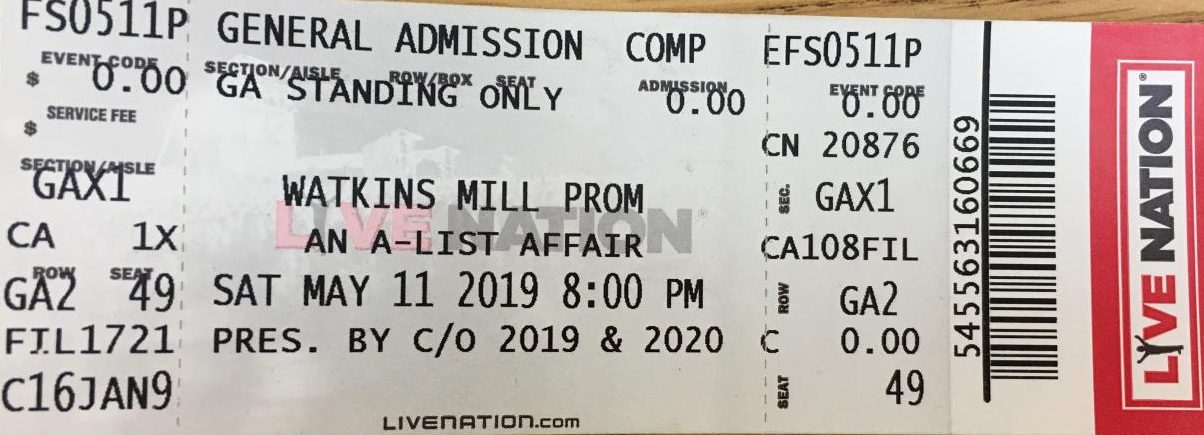 FS0511P GENERAL ADMISSION COMP EFS0511P
EVENT CODE SECTION/AISLE ROW/BOX SEAT ADMISSION EVENT CODE
$ 0.00 GA STANDING ONLY 0.00 0.00
SERVICE FEE
$
CN 20876
SECTION/AISLE
GAX1 WATKINS MILL PROM SEC. GAX1
LIVE NATION
CA 1X AN A-LIST AFFAIR CA108FIL
ROW SEAT
GA2 49 SAT MAY 11 2019 8:00 PM ROW GA2
FIL1721 PRES. BY C/O 2019 & 2020 C 0.00
C16JAN9 SEAT 49
LIVENATION.com
545563160669
LIVE NATION